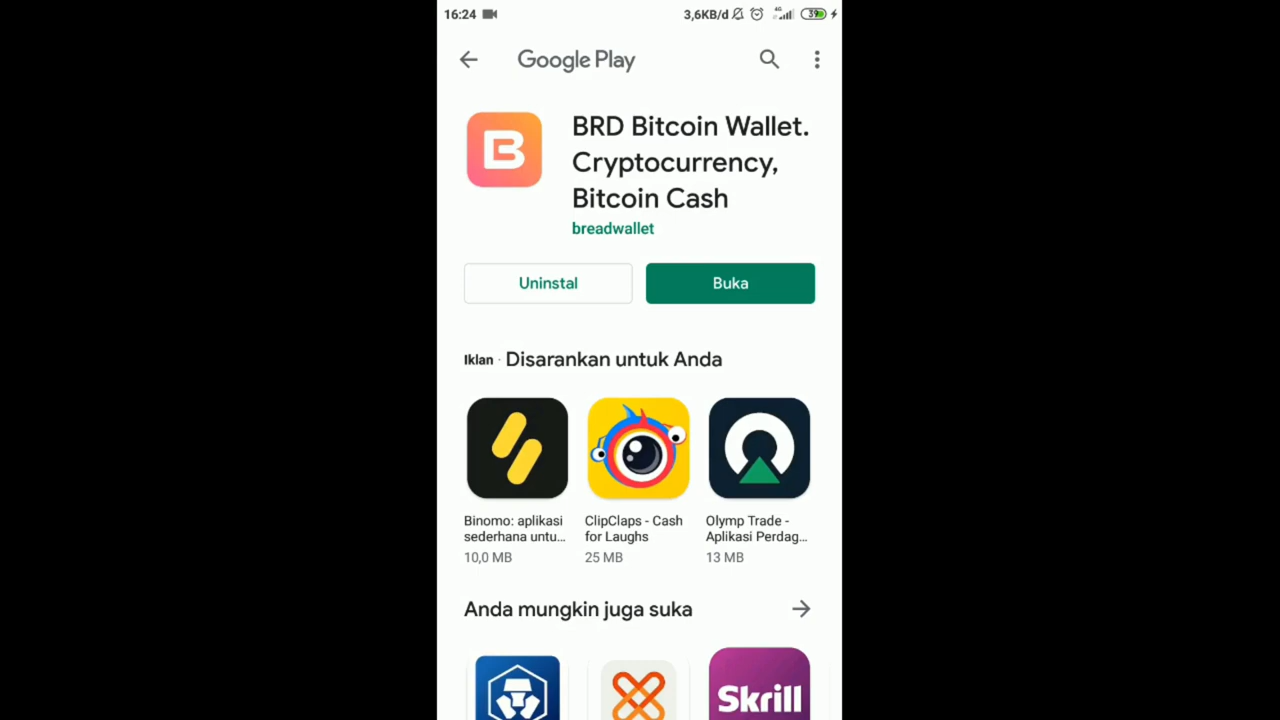 16:24 3,6KB/d 4G 39
Google Play
BRD Bitcoin Wallet.
Cryptocurrency,
Bitcoin Cash
breadwallet
Uninstal Buka
Iklan · Disarankan untuk Anda
Binomo: aplikasi
sederhana untu...
10,0 MB
ClipClaps - Cash
for Laughs
25 MB
Olymp Trade -
Aplikasi Perdag...
13 MB
Anda mungkin juga suka
Skrill